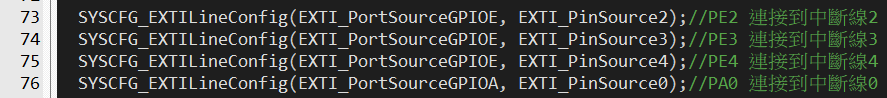 73 SYSCFG_EXTILineConfig(EXTI_PortSourceGPIOE, EXTI_PinSource2);//PE2 連接到中斷線2
74 SYSCFG_EXTILineConfig(EXTI_PortSourceGPIOE, EXTI_PinSource3);//PE3 連接到中斷線3
75 SYSCFG_EXTILineConfig(EXTI_PortSourceGPIOE, EXTI_PinSource4);//PE4 連接到中斷線4
76 SYSCFG_EXTILineConfig(EXTI_PortSourceGPIOA, EXTI_PinSource0);//PA0 連接到中斷線0